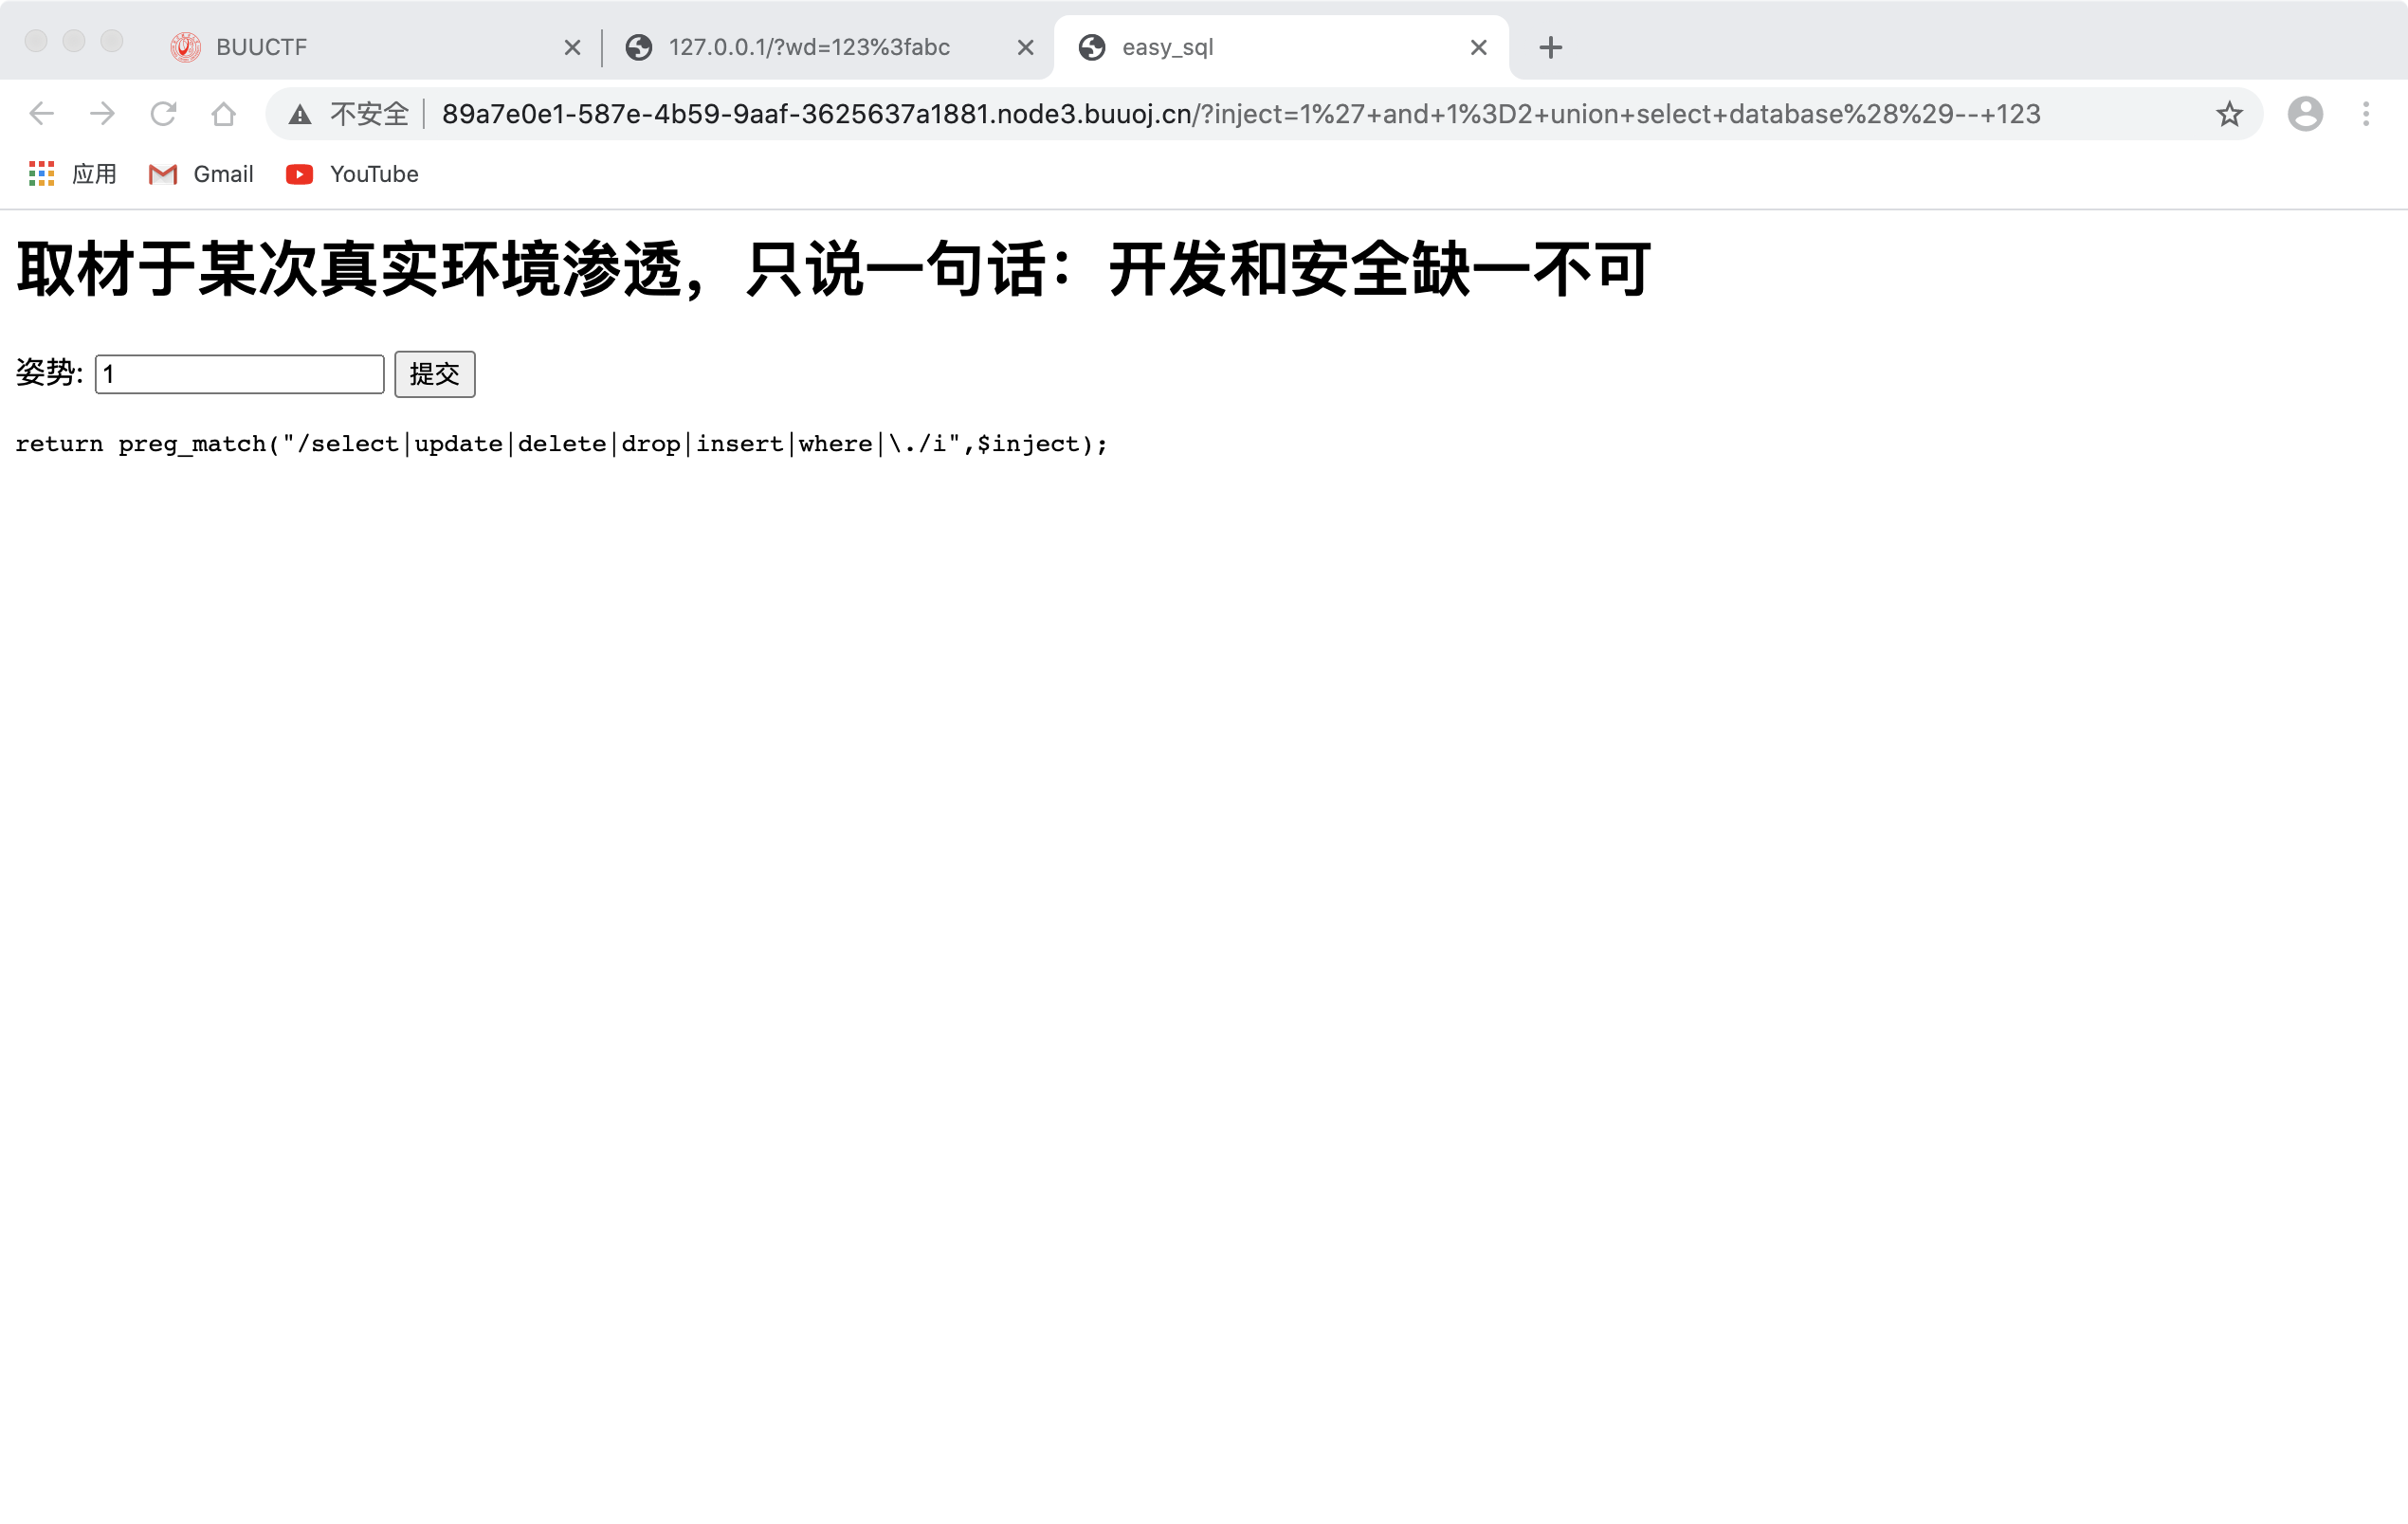 BUUCTF
127.0.0.1/?wd=123%3fabc
easy_sql
不安全 89a7e0e1-587e-4b59-9aaf-3625637a1881.node3.buuoj.cn/?inject=1%27+and+1%3D2+union+select+database%28%29--+123
应用 Gmail YouTube
取材于某次真实环境渗透，只说一句话：开发和安全缺一不可
姿势: 1 提交
return preg_match("/select|update|delete|drop|insert|where|\./i",$inject);